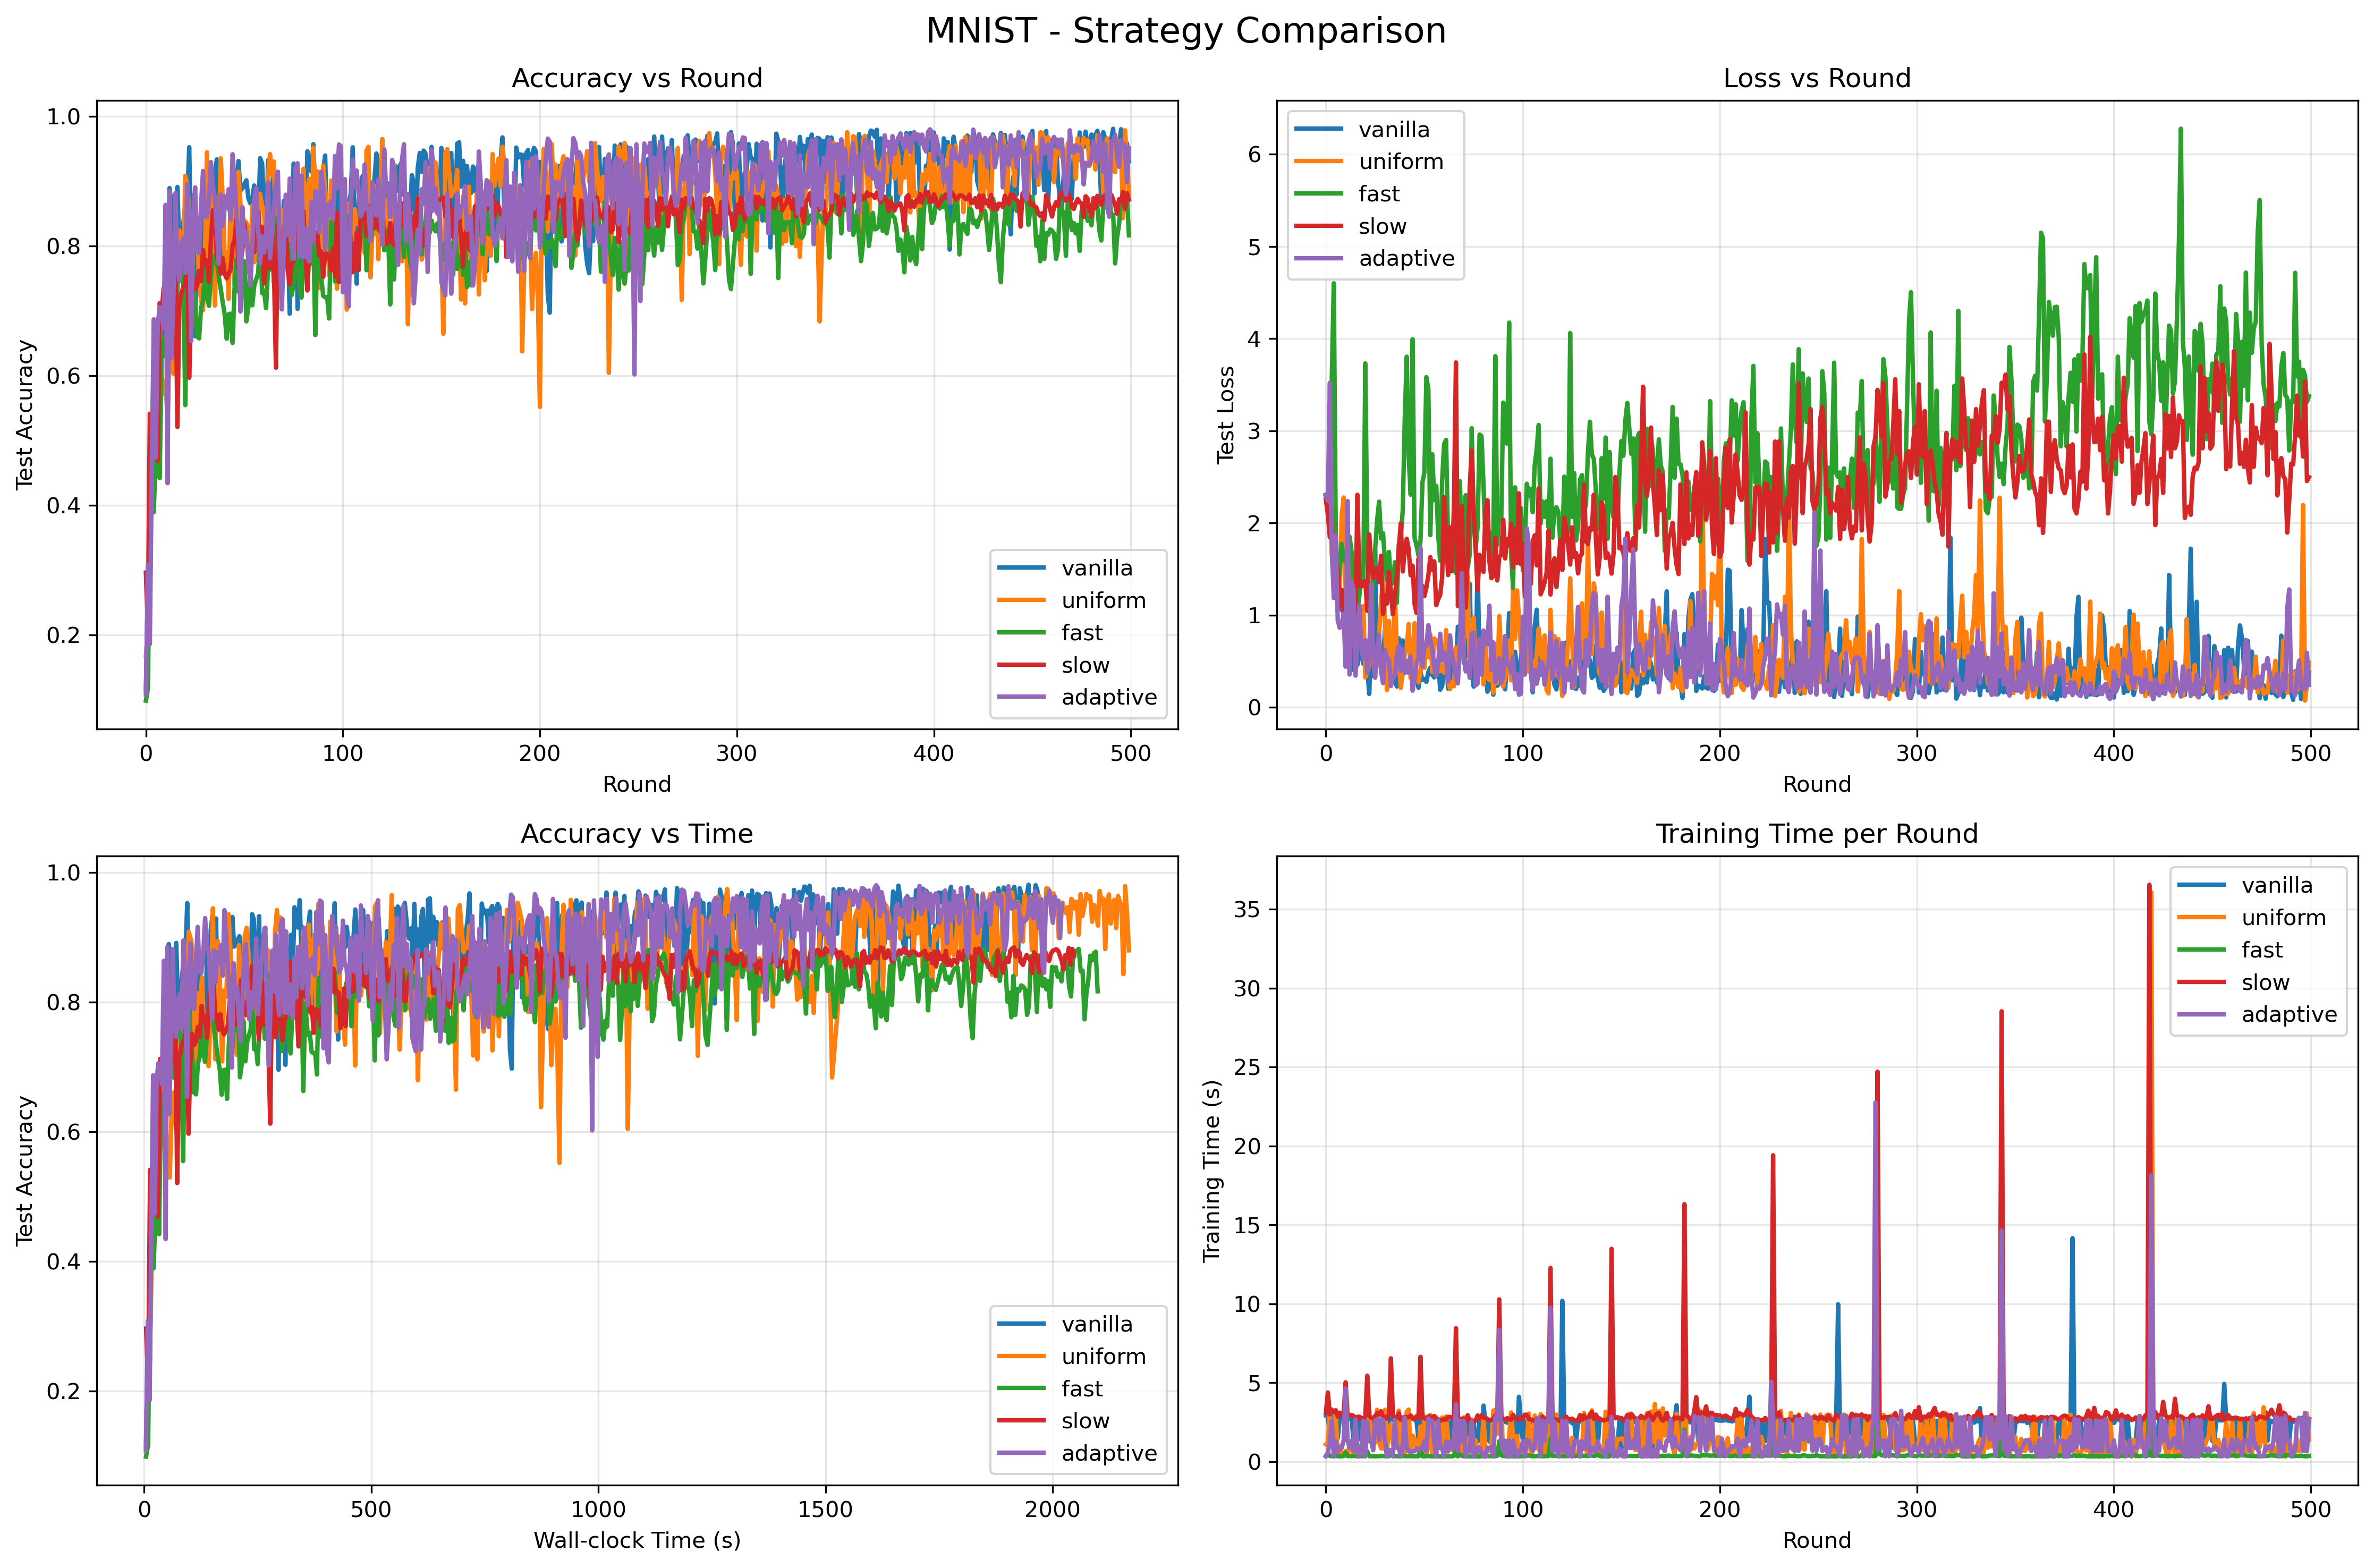 MNIST - Strategy Comparison
Accuracy vs Round
Test Accuracy
1.0
0.8
0.6
0.4
0.2
0 100 200 300 400 500
Round
vanilla
uniform
fast
slow
adaptive
Loss vs Round
Test Loss
6
5
4
3
2
1
0
0 100 200 300 400 500
Round
vanilla
uniform
fast
slow
adaptive
Accuracy vs Time
Test Accuracy
1.0
0.8
0.6
0.4
0.2
0 500 1000 1500 2000
Wall-clock Time (s)
vanilla
uniform
fast
slow
adaptive
Training Time per Round
Training Time (s)
35
30
25
20
15
10
5
0
0 100 200 300 400 500
Round
vanilla
uniform
fast
slow
adaptive